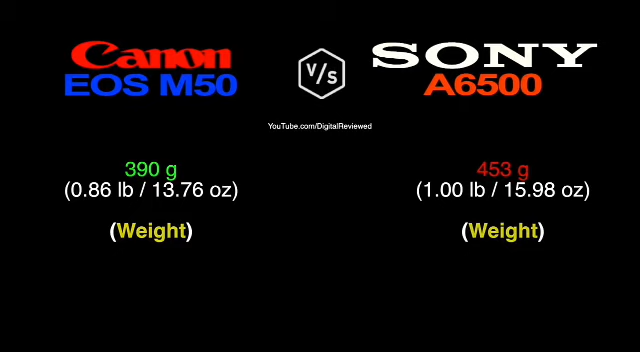 Canon
EOS M50
V/S
SONY
A6500
YouTube.com/DigitalReviewed
390 g
(0.86 lb / 13.76 oz)
(Weight)
453 g
(1.00 lb / 15.98 oz)
(Weight)